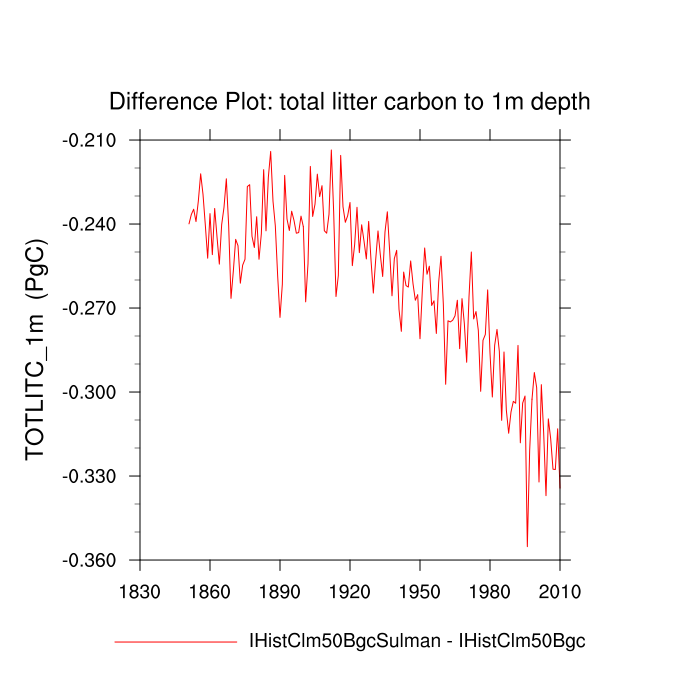 Difference Plot: total litter carbon to 1m depth
TOTLITC_1m (PgC)
-0.210
-0.240
-0.270
-0.300
-0.330
-0.360
1830 1860 1890 1920 1950 1980 2010
IHistClm50BgcSulman - IHistClm50Bgc